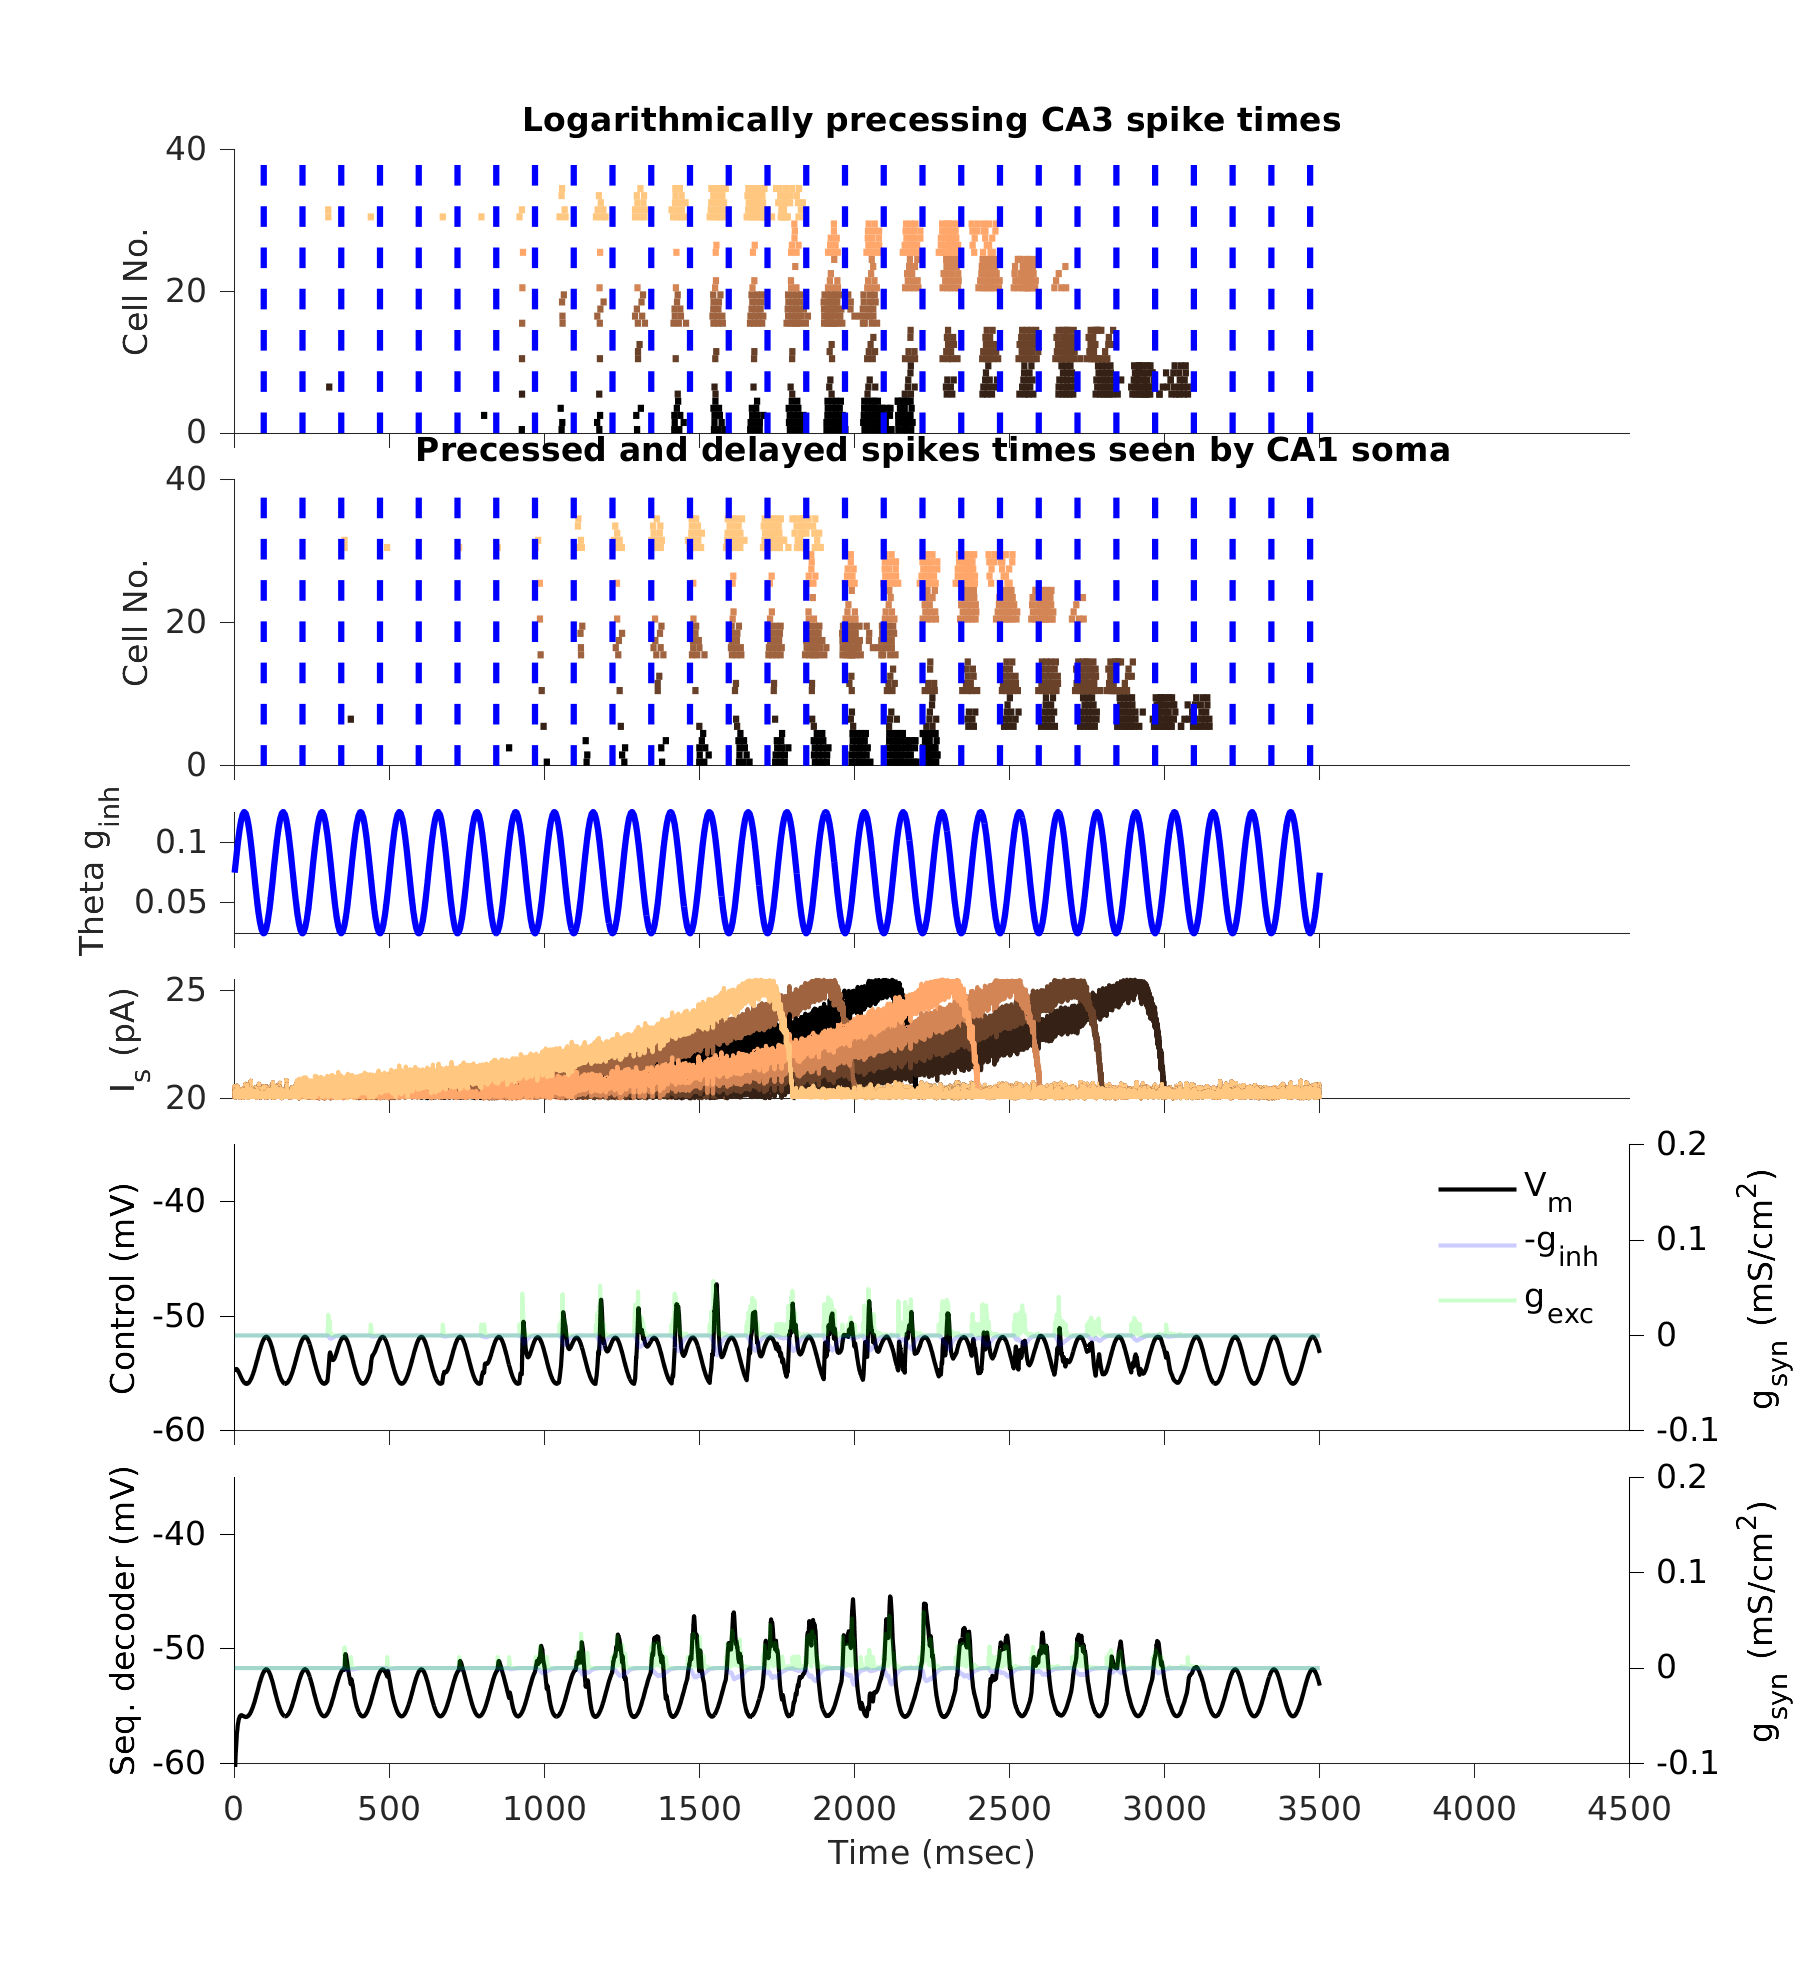 Logarithmically precessing CA3 spike times
40
20
0
Cell No.
Precessed and delayed spikes times seen by CA1 soma
40
20
0
Cell No.
0.1
0.05
Theta g_inh
25
20
I_s (pA)
-40
-50
-60
Control (mV)
V_m
-g_inh
g_exc
0.2
0.1
0
-0.1
g_syn (mS/cm^2)
-40
-50
-60
Seq. decoder (mV)
0.2
0.1
0
-0.1
g_syn (mS/cm^2)
0 500 1000 1500 2000 2500 3000 3500 4000 4500
Time (msec)